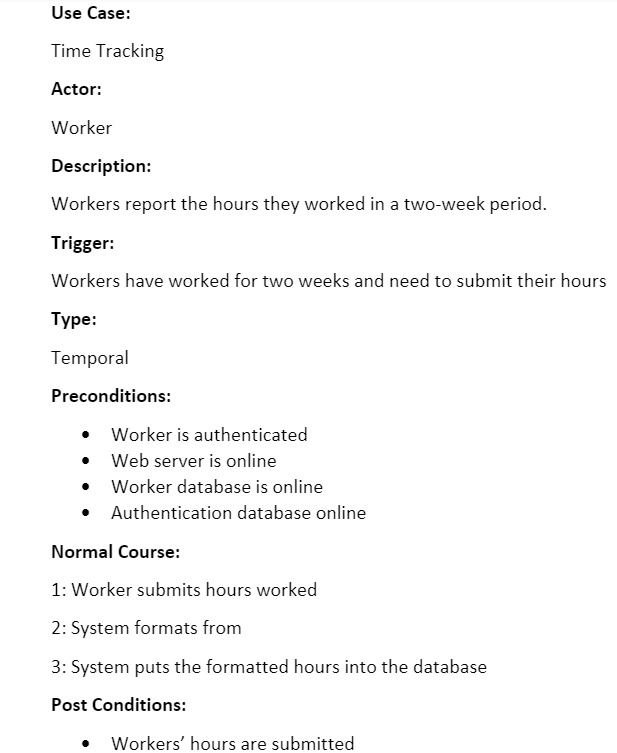 Use Case:
Time Tracking
Actor:
Worker
Description:
Workers report the hours they worked in a two-week period.
Trigger:
Workers have worked for two weeks and need to submit their hours
Type:
Temporal
Preconditions:
• Worker is authenticated
• Web server is online
• Worker database is online
• Authentication database online
Normal Course:
1: Worker submits hours worked
2: System formats from
3: System puts the formatted hours into the database
Post Conditions:
• Workers’ hours are submitted